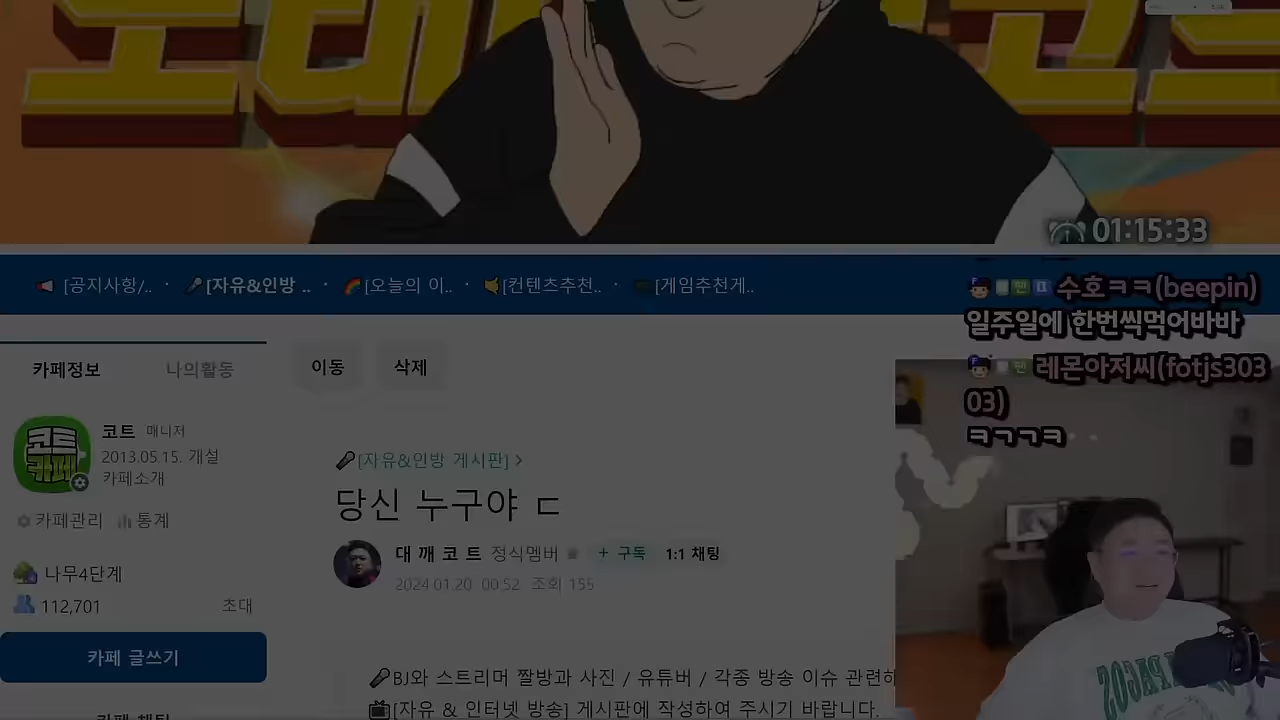 01:15:33
[공지사항/.. · [자유&인방 .. · [오늘의 이.. · [컨텐츠추천.. · [게임추천게..
수호ㅋㅋ(beepin)
일주일에 한번씩먹어바바
레몬아저씨(fotjs303
03)
ㅋㄱㄱㅋ
카페정보 나의활동
이동 삭제
코트카페
코트 매니저
2013.05.15. 개설
카페소개
카페관리 통계
나무4단계
112,701 초대
카페 글쓰기
[자유&인방 게시판] >
당신 누구야 ㄷ
대 깨 코 트 정식멤버 + 구독 1:1 채팅
2024.01.20. 00:52 조회 155
BJ와 스트리머 짤방과 사진 / 유튜버 / 각종 방송 이슈 관련해
[자유 & 인터넷 방송] 게시판에 작성하여 주시기 바랍니다.
카페 채팅